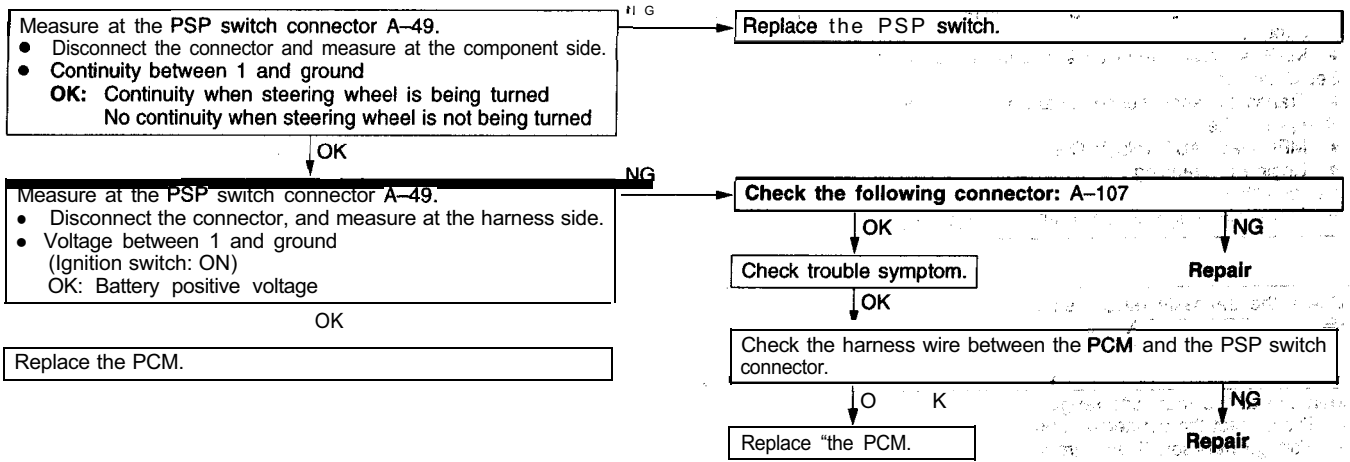 Measure at the PSP switch connector A–49.
● Disconnect the connector and measure at the component side.
● Continuity between 1 and ground
OK: Continuity when steering wheel is being turned
No continuity when steering wheel is not being turned
N G
Replace the PSP switch.
OK
Measure at the PSP switch connector A–49.
● Disconnect the connector, and measure at the harness side.
● Voltage between 1 and ground
(Ignition switch: ON)
OK: Battery positive voltage
NG
Check the following connector: A–107
OK
NG
Check trouble symptom.
Repair
OK
OK
Replace the PCM.
Check the harness wire between the PCM and the PSP switch
connector.
O K
NG
Replace “the PCM.
Repair